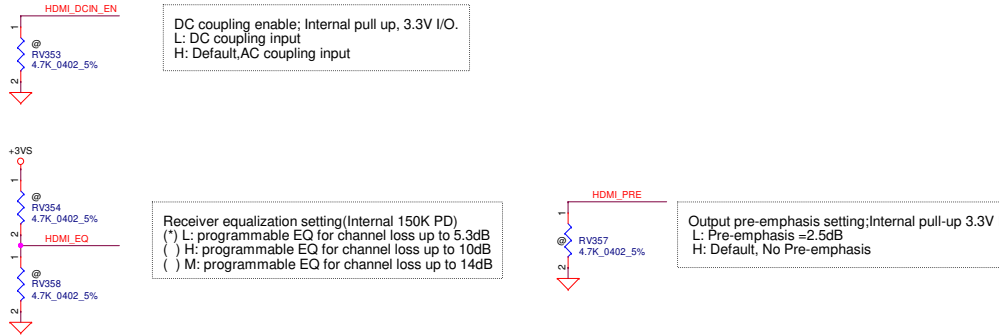 HDMI_DCIN_EN
1
@
RV353
4.7K_0402_5%
2
DC coupling enable; Internal pull up, 3.3V I/O.
L: DC coupling input
H: Default,AC coupling input
+3VS
1
@
RV354
4.7K_0402_5%
2
HDMI_EQ
1
@
RV358
4.7K_0402_5%
2
Receiver equalization setting(Internal 150K PD)
(*) L: programmable EQ for channel loss up to 5.3dB
( ) H: programmable EQ for channel loss up to 10dB
( ) M: programmable EQ for channel loss up to 14dB
HDMI_PRE
1
@
RV357
4.7K_0402_5%
2
Output pre-emphasis setting;Internal pull-up 3.3V
L: Pre-emphasis =2.5dB
H: Default, No Pre-emphasis